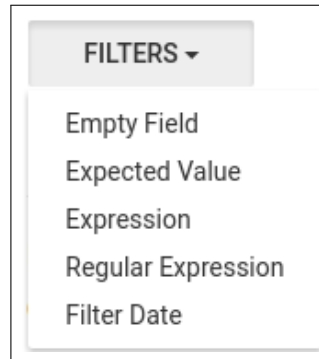 FILTERS
Empty Field
Expected Value
Expression
Regular Expression
Filter Date